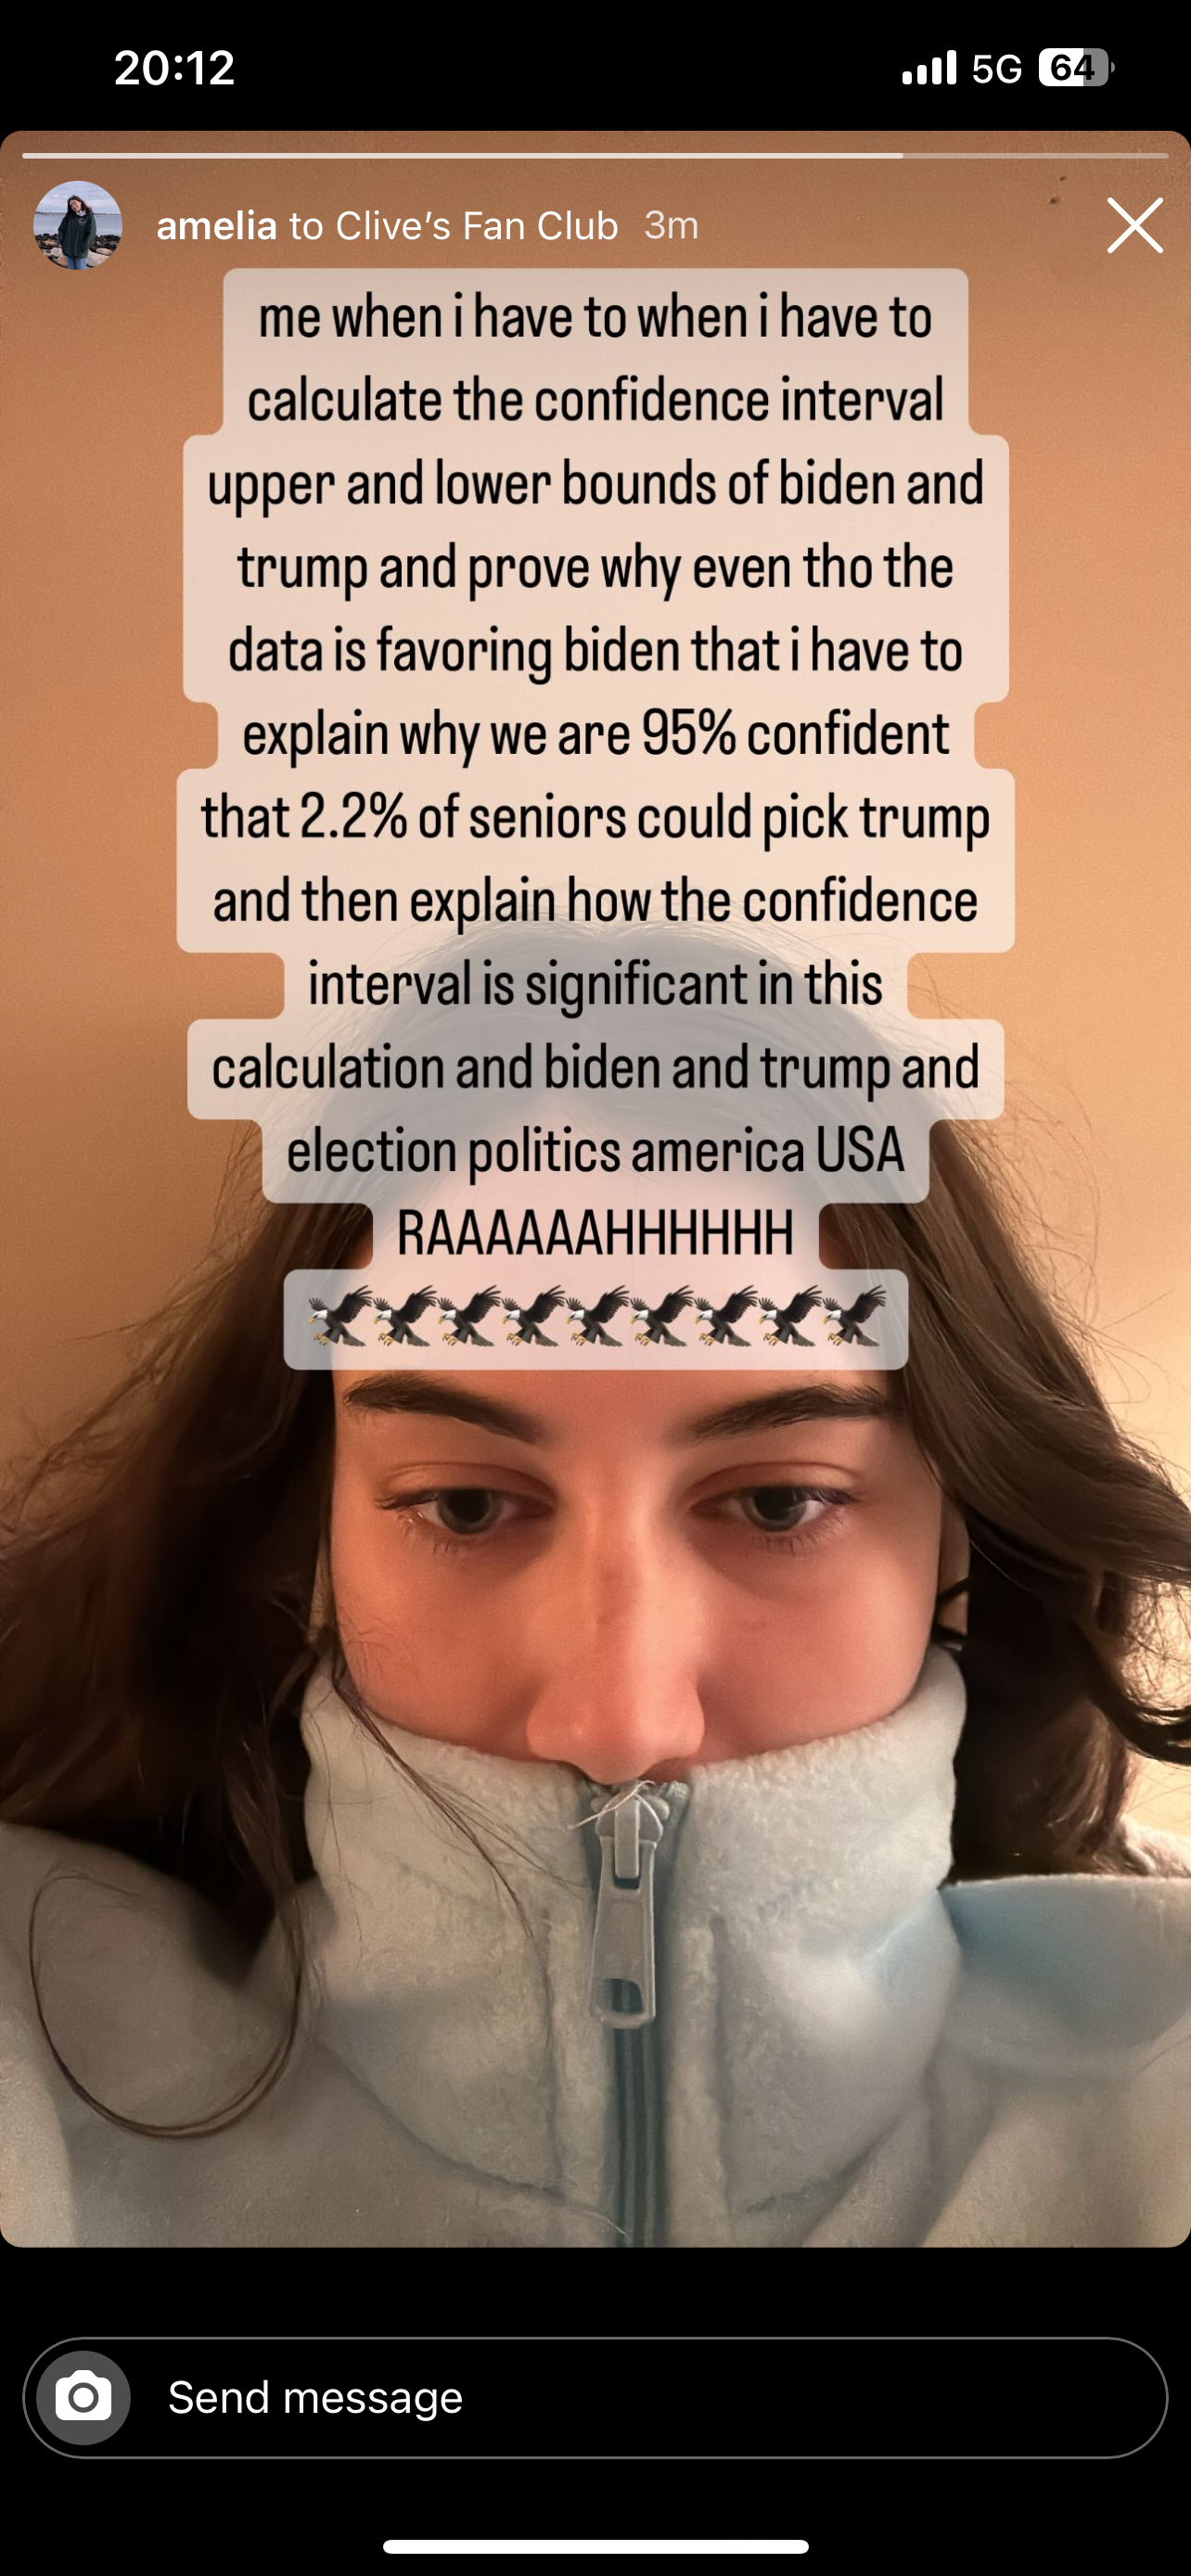 20:12
5G
64
amelia to Clive's Fan Club 3m
me when i have to when i have to
calculate the confidence interval
upper and lower bounds of biden and
trump and prove why even tho the
data is favoring biden that i have to
explain why we are 95% confident
that 2.2% of seniors could pick trump
and then explain how the confidence
interval is significant in this
calculation and biden and trump and
election politics america USA
RAAAAAAHHHHHH
🦅🦅🦅🦅🦅🦅🦅🦅🦅
Send message